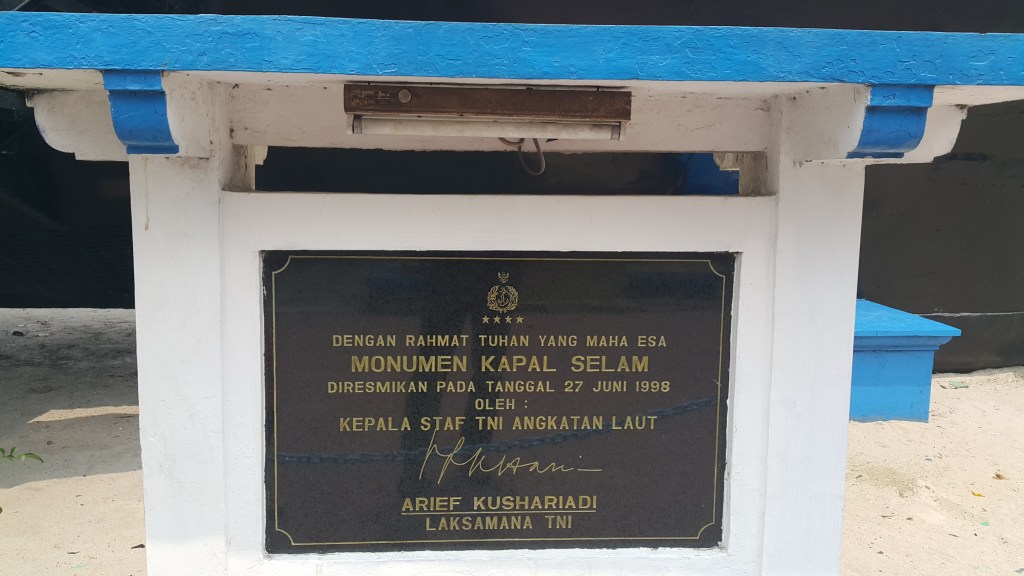 DENGAN RAHMAT TUHAN YANG MAHA ESA
MONUMEN KAPAL SELAM
DIRESMIKAN PADA TANGGAL 27 JUNI 1998
OLEH :
KEPALA STAF TNI ANGKATAN LAUT
ARIEF KUSHARIADI
LAKSAMANA TNI